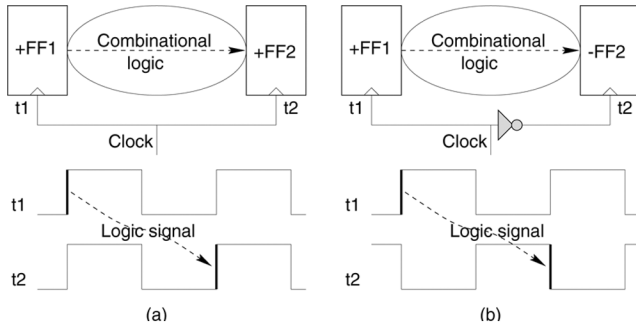 +FF1
Combinational
logic
+FF2
t1
t2
Clock
t1
Logic signal
t2
(a)
+FF1
Combinational
logic
-FF2
t1
t2
Clock
t1
Logic signal
t2
(b)